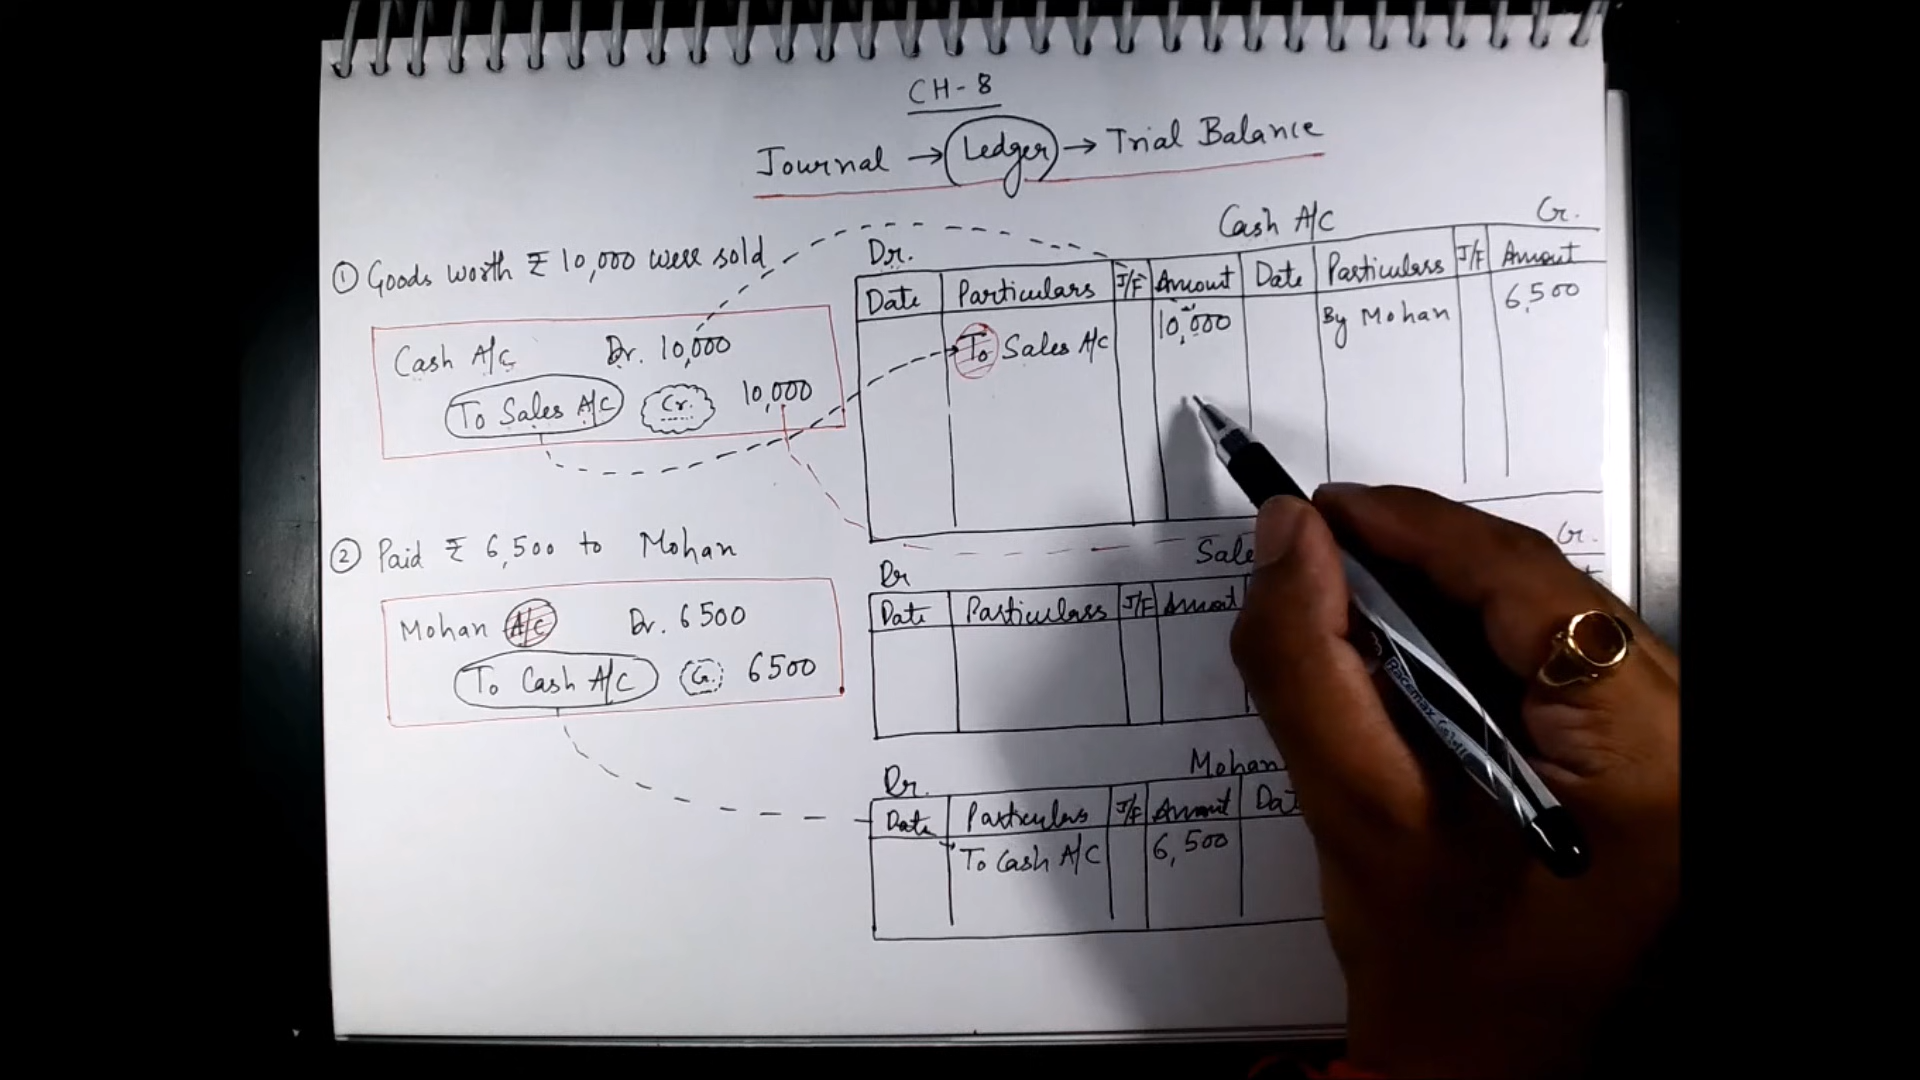 CH-8
Journal → Ledger → Trial Balance
① Goods worth ₹ 10,000 were sold
Cash A/c Dr. 10,000
To Sales A/c Cr. 10,000
② Paid ₹ 6,500 to Mohan
Mohan A/c Dr. 6500
To Cash A/c Cr. 6500
Cash A/C
Dr. Cr.
Date Particulars J/F Amount Date Particulars J/F Amount
To Sales A/c 10,000 By Mohan 6,500
Sale
Dr Cr.
Date Particulars J/F Amount
Mohan
Dr.
Date Particulars J/F Amount Dat
To Cash A/C 6,500